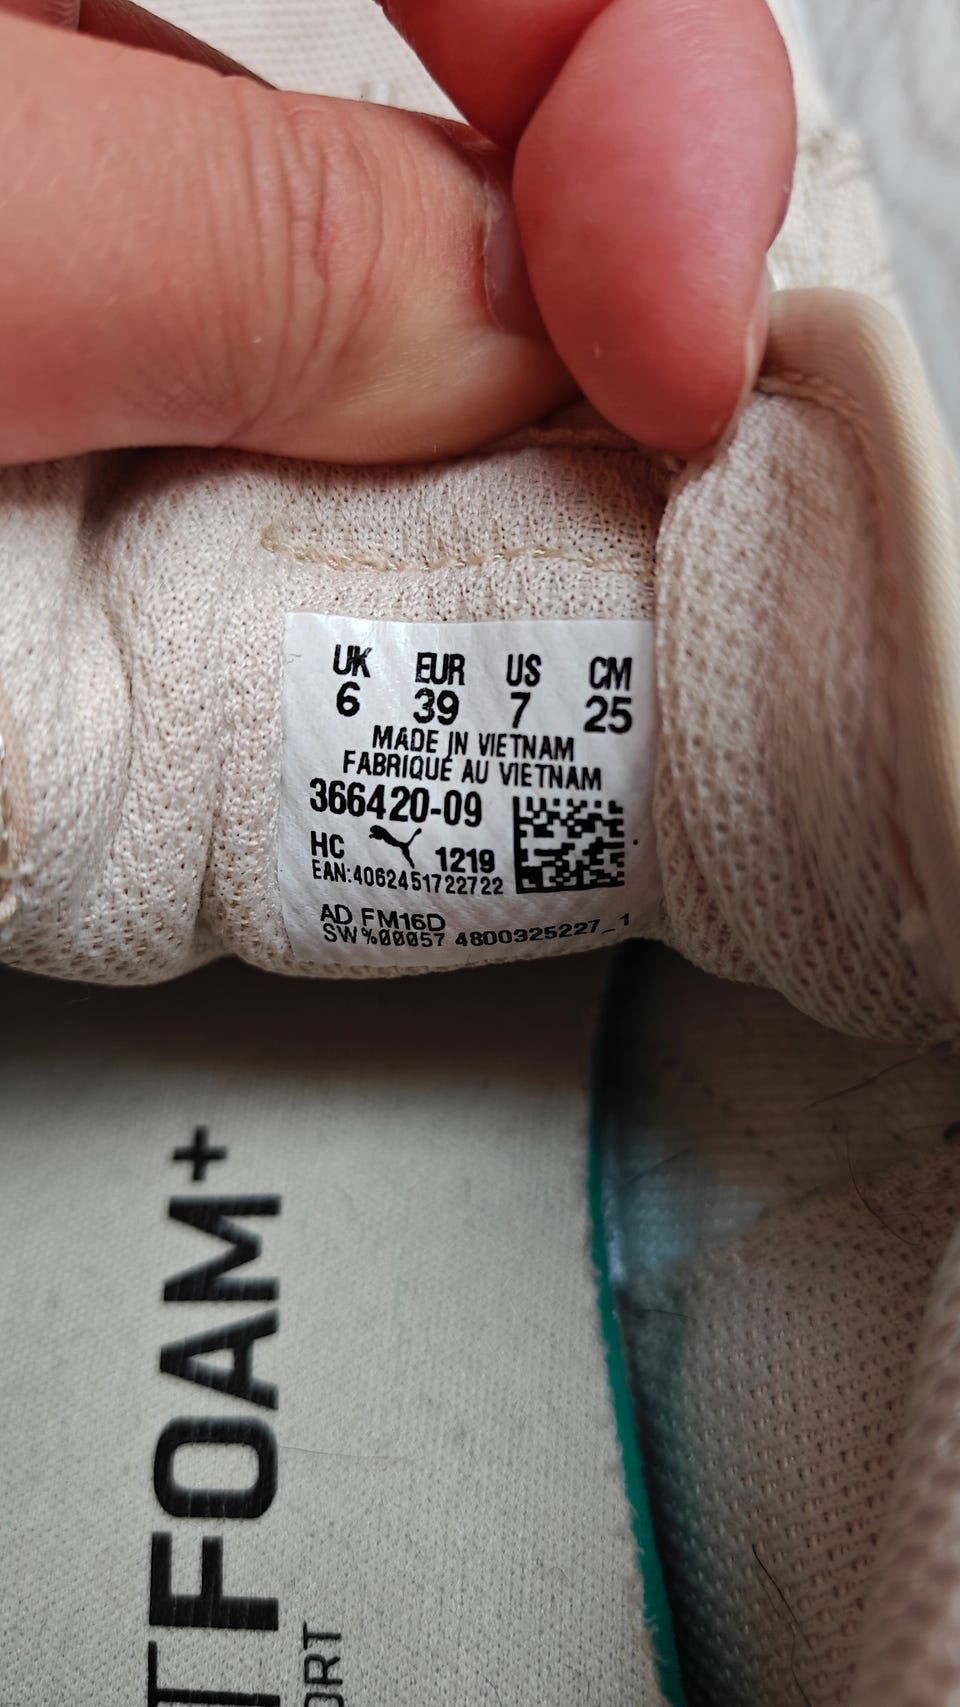 UK EUR US CM
6 39 7 25
MADE IN VIETNAM
FABRIQUÉ AU VIETNAM
366420-09
HC 1219
EAN:4062451722722
AD FM16D
SW%00057 4800325227_1
TFOAM+
ORT